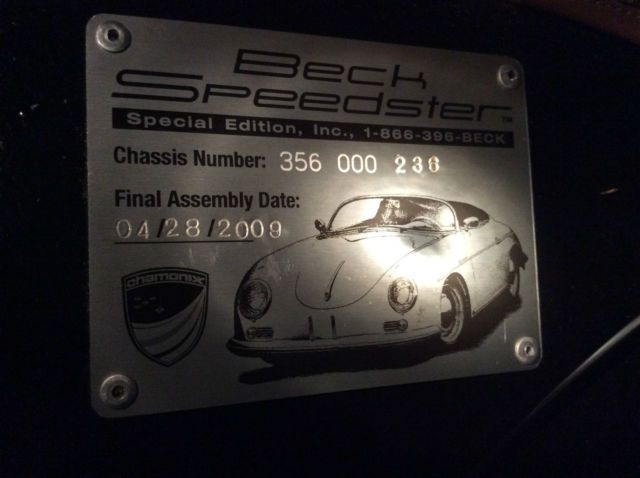 Beck
Speedster™
Special Edition, Inc., 1-866-396-BECK
Chassis Number: 356 000 236
Final Assembly Date:
04/28/2009
chamonix